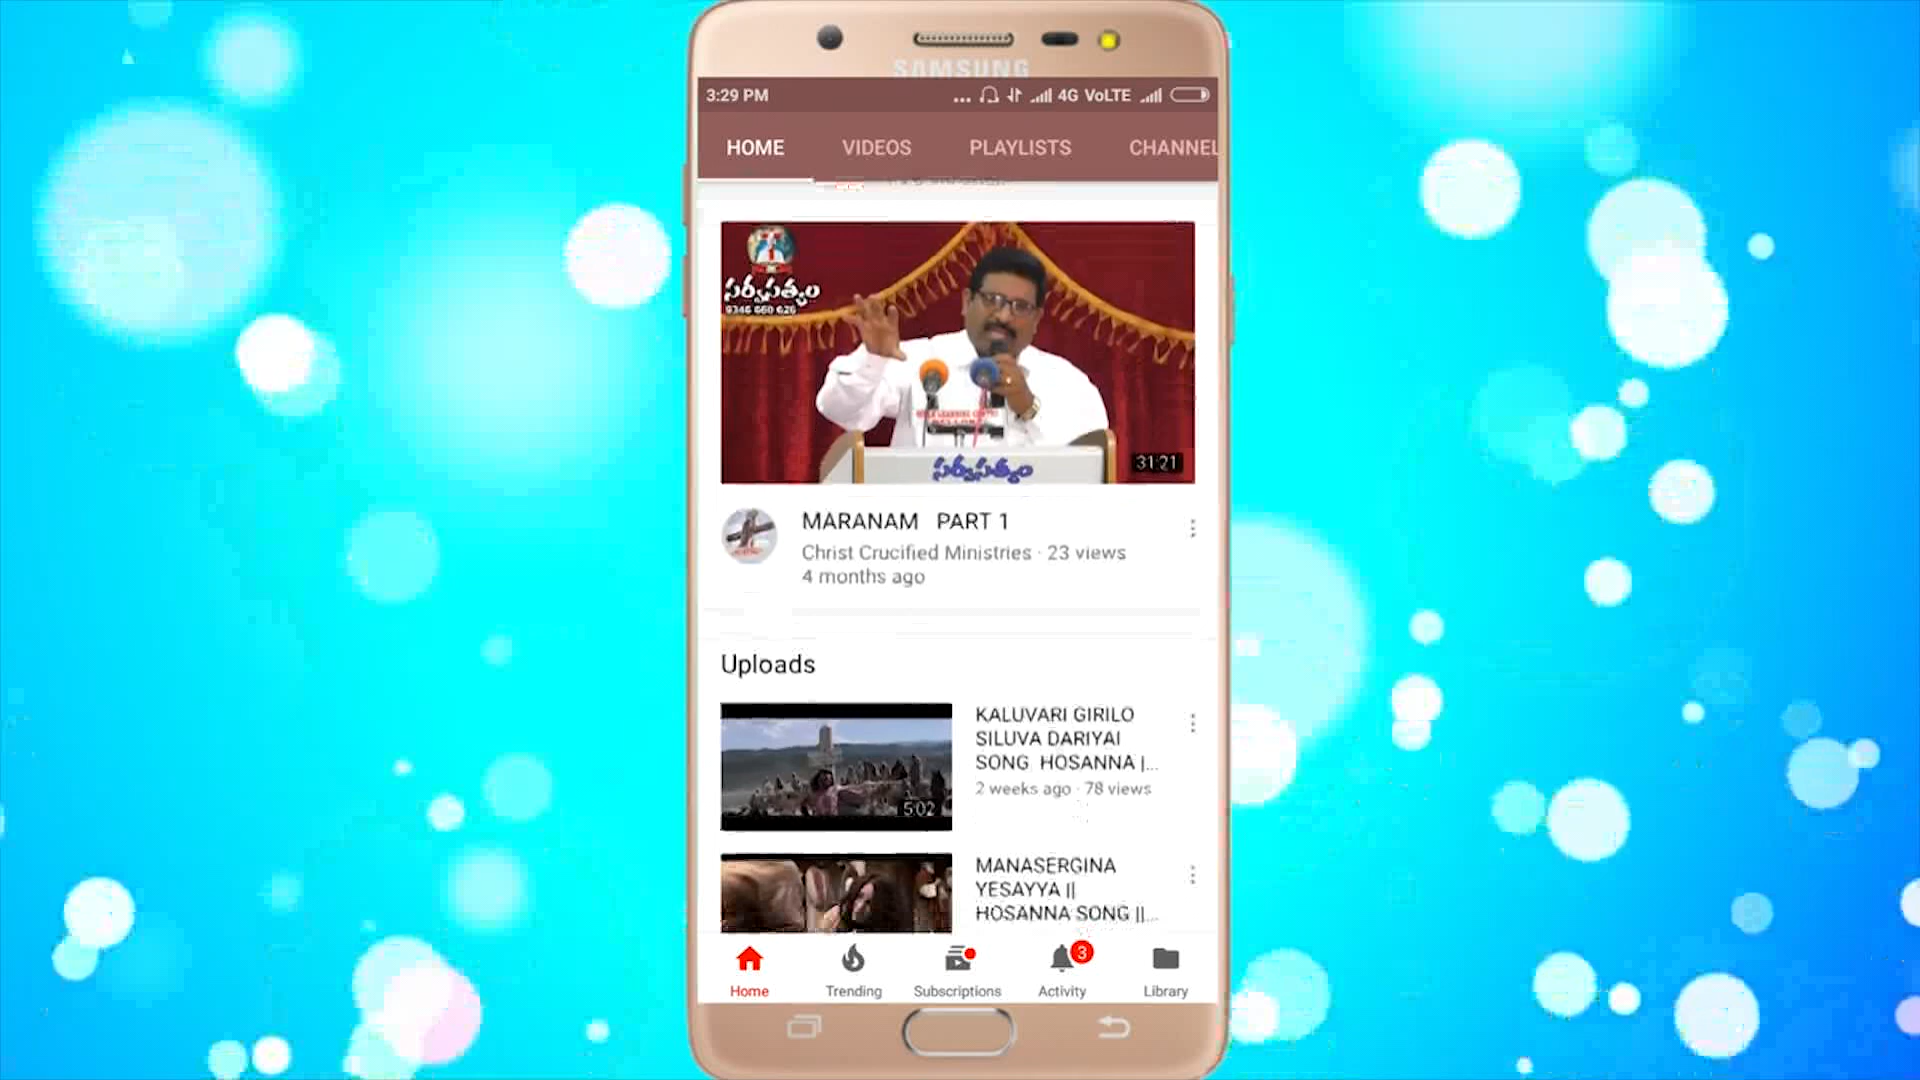 SAMSUNG
3:29 PM
... 4G VoLTE
HOME VIDEOS PLAYLISTS CHANNEL
సర్వసత్యం
9346 660 626
సర్వసత్యం
31:21
MARANAM PART 1
Christ Crucified Ministries · 23 views
4 months ago
Uploads
KALUVARI GIRILO
SILUVA DARIYAI
SONG HOSANNA |...
2 weeks ago · 78 views
5:02
MANASERGINA
YESAYYA ||
HOSANNA SONG ||...
3
Home Trending Subscriptions Activity Library